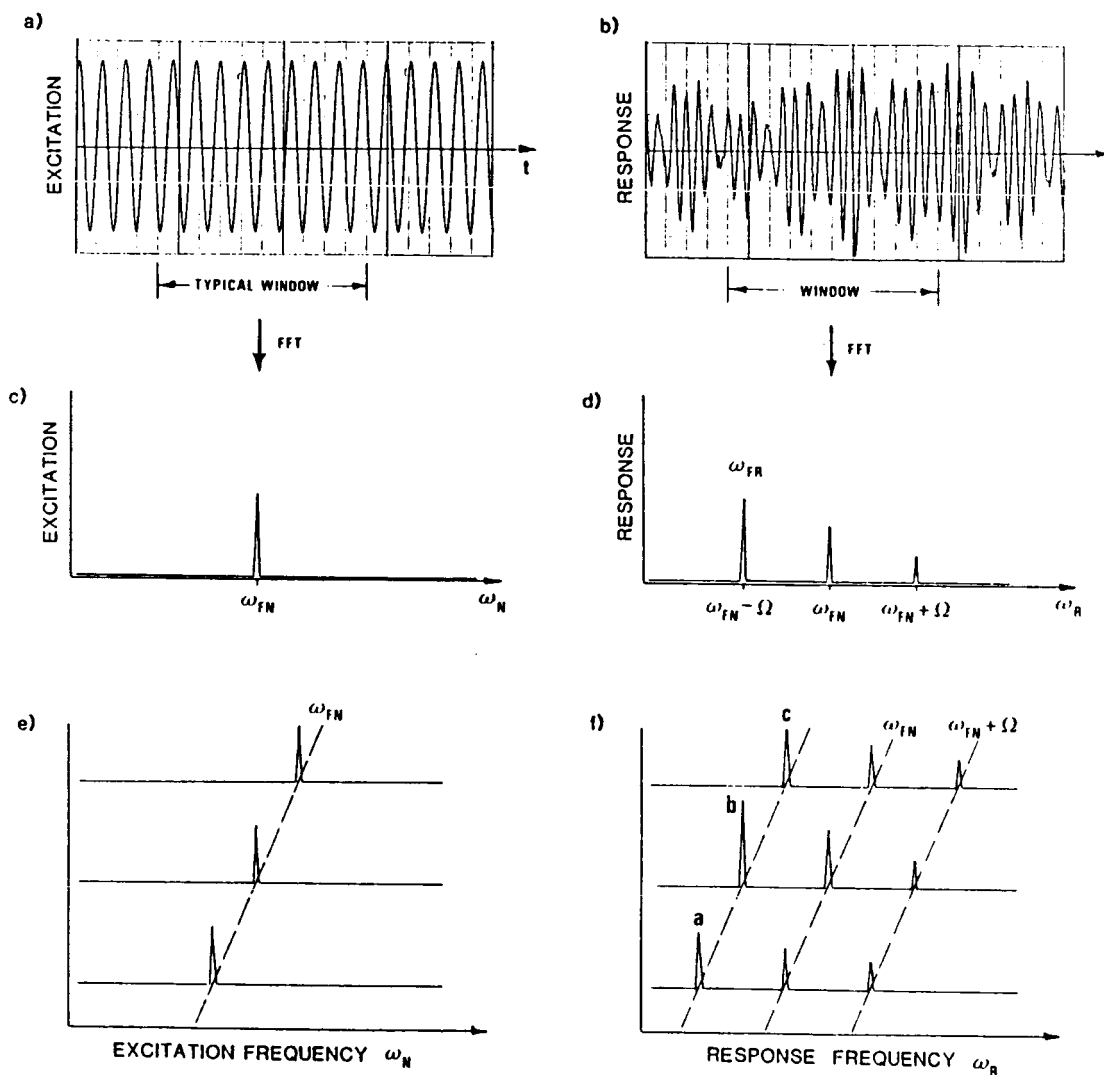 a)
EXCITATION
t
TYPICAL WINDOW
FFT
b)
RESPONSE
WINDOW
FFT
c)
EXCITATION
ω_FN
ω_N
d)
RESPONSE
ω_FR
ω_FN − Ω
ω_FN
ω_FN + Ω
ω_R
e)
ω_FN
EXCITATION FREQUENCY ω_N
f)
c
ω_FN
ω_FN + Ω
b
a
RESPONSE FREQUENCY ω_R